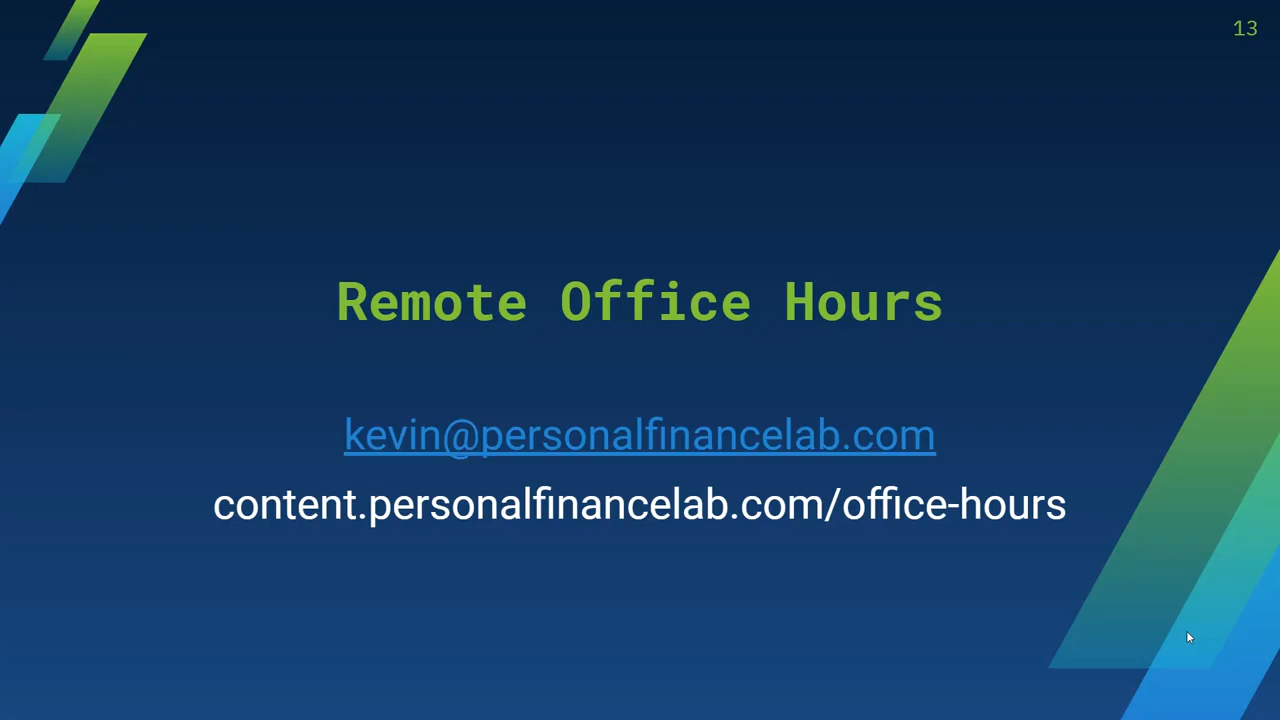 13
Remote Office Hours
kevin@personalfinancelab.com
content.personalfinancelab.com/office-hours